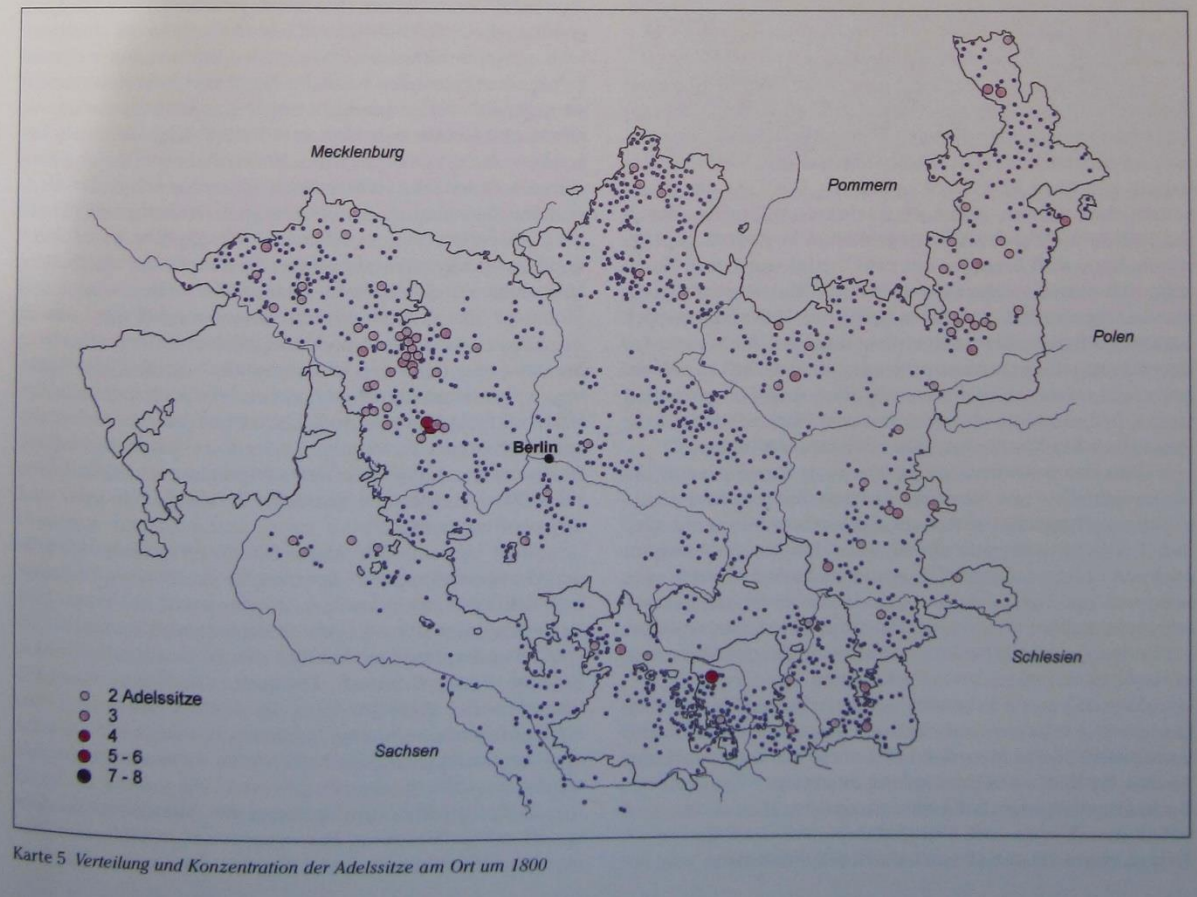 Mecklenburg
Pommern
Polen
Berlin
Schlesien
Sachsen
2 Adelssitze
3
4
5 - 6
7 - 8
Karte 5 Verteilung und Konzentration der Adelssitze am Ort um 1800